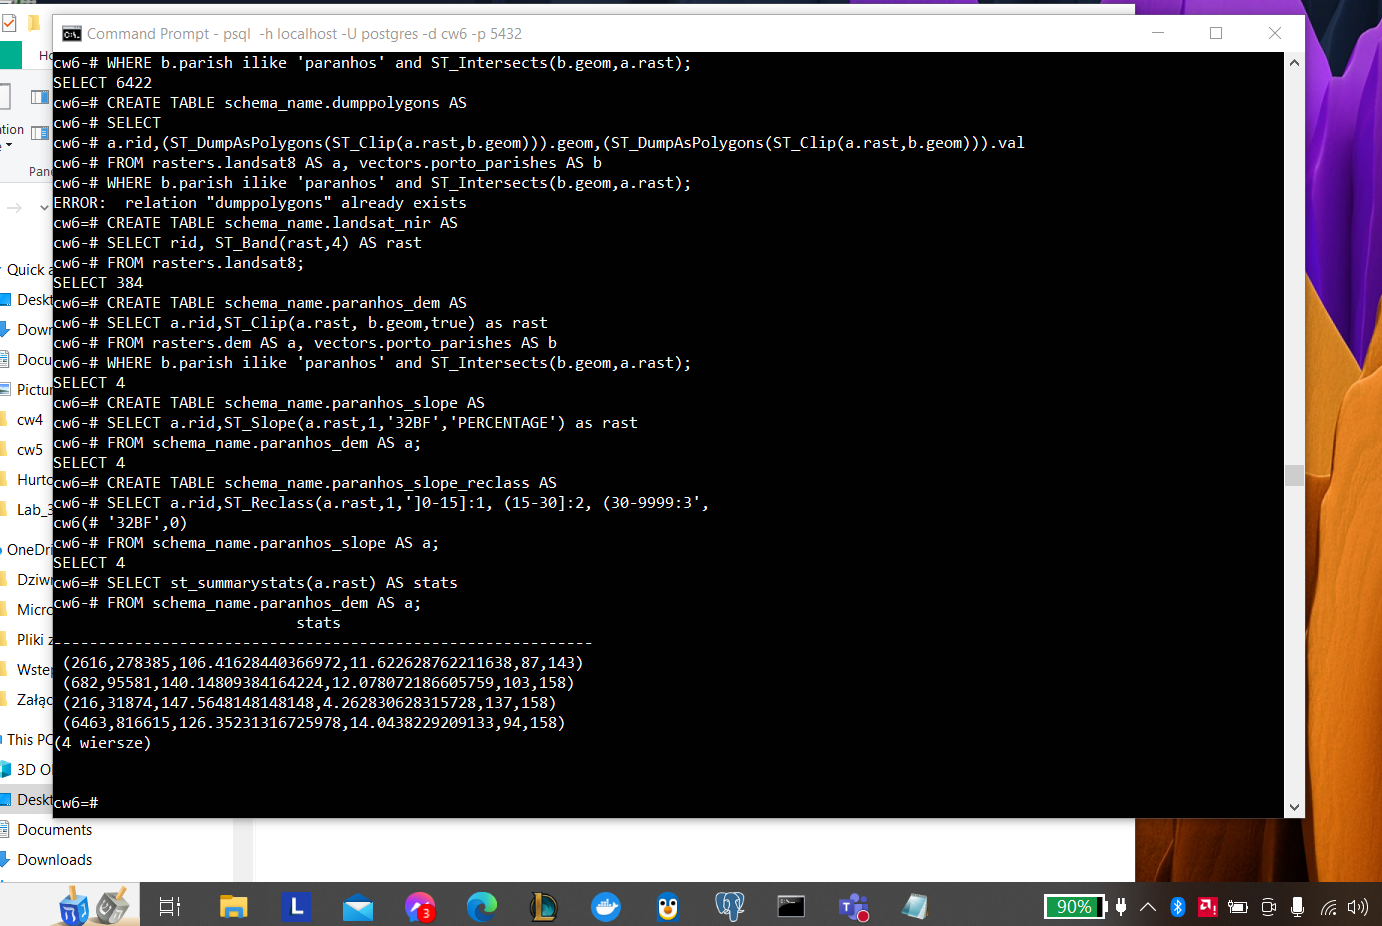 Command Prompt - psql  -h localhost -U postgres -d cw6 -p 5432
cw6-# WHERE b.parish ilike 'paranhos' and ST_Intersects(b.geom,a.rast);
SELECT 6422
cw6=# CREATE TABLE schema_name.dumppolygons AS
cw6-# SELECT
cw6-# a.rid,(ST_DumpAsPolygons(ST_Clip(a.rast,b.geom))).geom,(ST_DumpAsPolygons(ST_Clip(a.rast,b.geom))).val
cw6-# FROM rasters.landsat8 AS a, vectors.porto_parishes AS b
cw6-# WHERE b.parish ilike 'paranhos' and ST_Intersects(b.geom,a.rast);
ERROR:  relation "dumppolygons" already exists
cw6=# CREATE TABLE schema_name.landsat_nir AS
cw6-# SELECT rid, ST_Band(rast,4) AS rast
cw6-# FROM rasters.landsat8;
SELECT 384
cw6=# CREATE TABLE schema_name.paranhos_dem AS
cw6-# SELECT a.rid,ST_Clip(a.rast, b.geom,true) as rast
cw6-# FROM rasters.dem AS a, vectors.porto_parishes AS b
cw6-# WHERE b.parish ilike 'paranhos' and ST_Intersects(b.geom,a.rast);
SELECT 4
cw6=# CREATE TABLE schema_name.paranhos_slope AS
cw6-# SELECT a.rid,ST_Slope(a.rast,1,'32BF','PERCENTAGE') as rast
cw6-# FROM schema_name.paranhos_dem AS a;
SELECT 4
cw6=# CREATE TABLE schema_name.paranhos_slope_reclass AS
cw6-# SELECT a.rid,ST_Reclass(a.rast,1,']0-15]:1, (15-30]:2, (30-9999:3',
cw6(# '32BF',0)
cw6-# FROM schema_name.paranhos_slope AS a;
SELECT 4
cw6=# SELECT st_summarystats(a.rast) AS stats
cw6-# FROM schema_name.paranhos_dem AS a;
stats
------------------------------------------------------------
(2616,278385,106.41628440366972,11.622628762211638,87,143)
(682,95581,140.14809384164224,12.078072186605759,103,158)
(216,31874,147.5648148148148,4.262830628315728,137,158)
(6463,816615,126.35231316725978,14.0438229209133,94,158)
(4 wiersze)
cw6=#
Ho
tion
Pane
Quick a
Deskt
Down
Docu
Pictur
cw4
cw5
Hurto
Lab_3
OneDri
Dziwn
Micro
Pliki z
Wstep
Załąc
This PC
3D O
Deskt
Documents
Downloads
L
3
T
90%